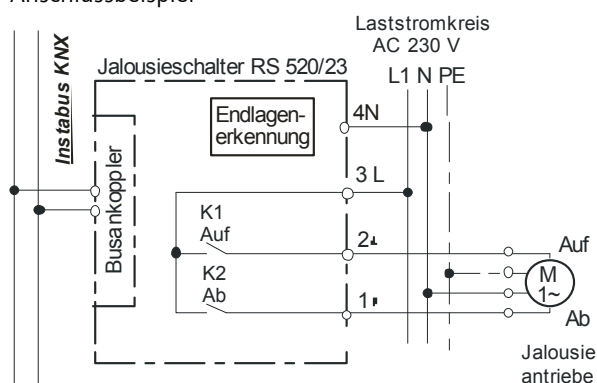 Anschlussbeispiel
Laststromkreis
AC 230 V
Instabus KNX
Jalousieschalter RS 520/23
L1 N PE
Endlagen-
erkennung
4N
Busankoppler
3 L
K1
Auf
2
Auf
K2
Ab
M
1~
1
Ab
Jalousie
antriebe